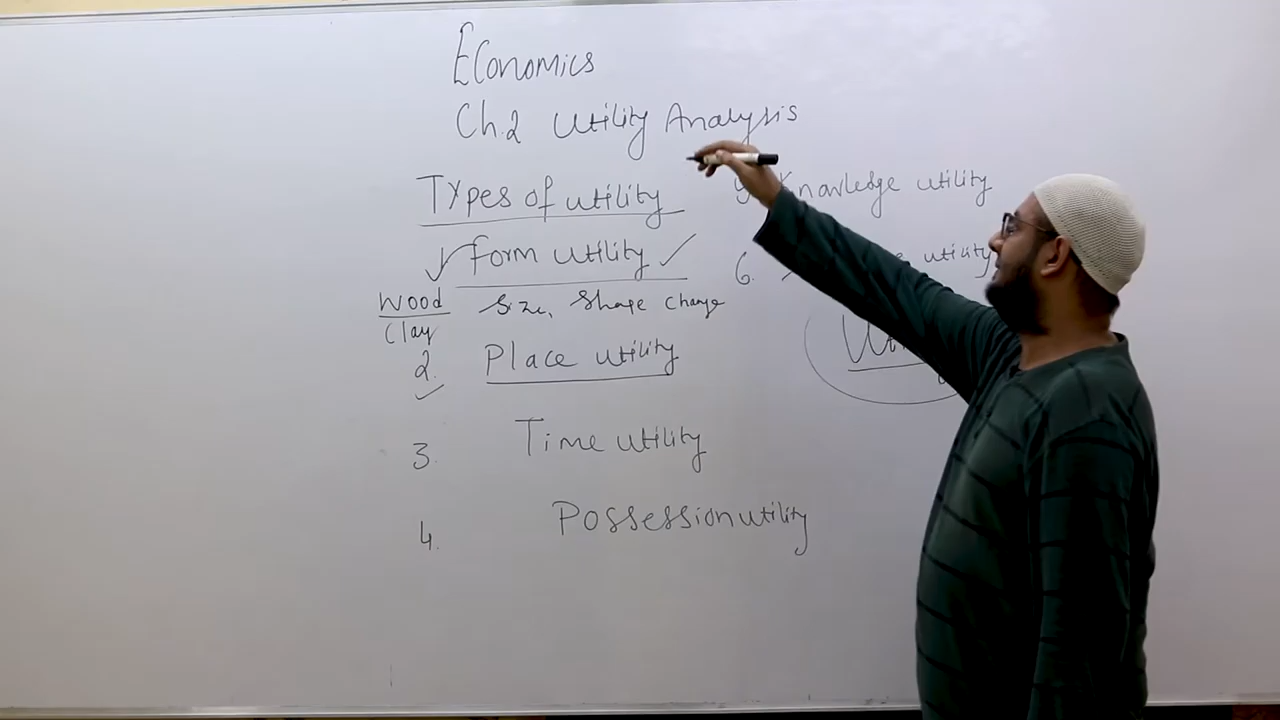 Economics
Ch.2 Utility Analysis
Types of utility
Form utility
Wood
Size, Shape Change
Clay
2. Place utility
3. Time utility
4. Possession utility
Knowledge utility
6. utility